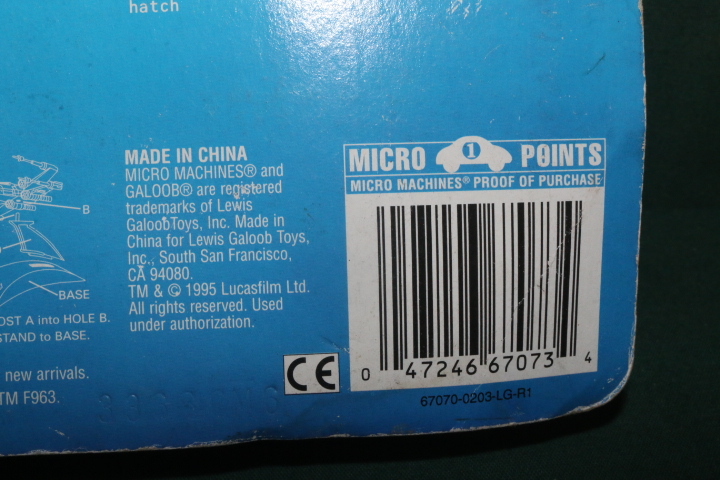 hatch
B
BASE
OST A into HOLE B.
STAND to BASE.
new arrivals.
TM F963.
MADE IN CHINA
MICRO MACHINES® and
GALOOB® are registered
trademarks of Lewis
GaloobToys, Inc. Made in
China for Lewis Galoob Toys,
Inc., South San Francisco,
CA 94080.
TM & © 1995 Lucasfilm Ltd.
All rights reserved. Used
under authorization.
CE
MICRO 1 POINTS
MICRO MACHINES® PROOF OF PURCHASE
0 47246 67073 4
67070-0203-LG-R1